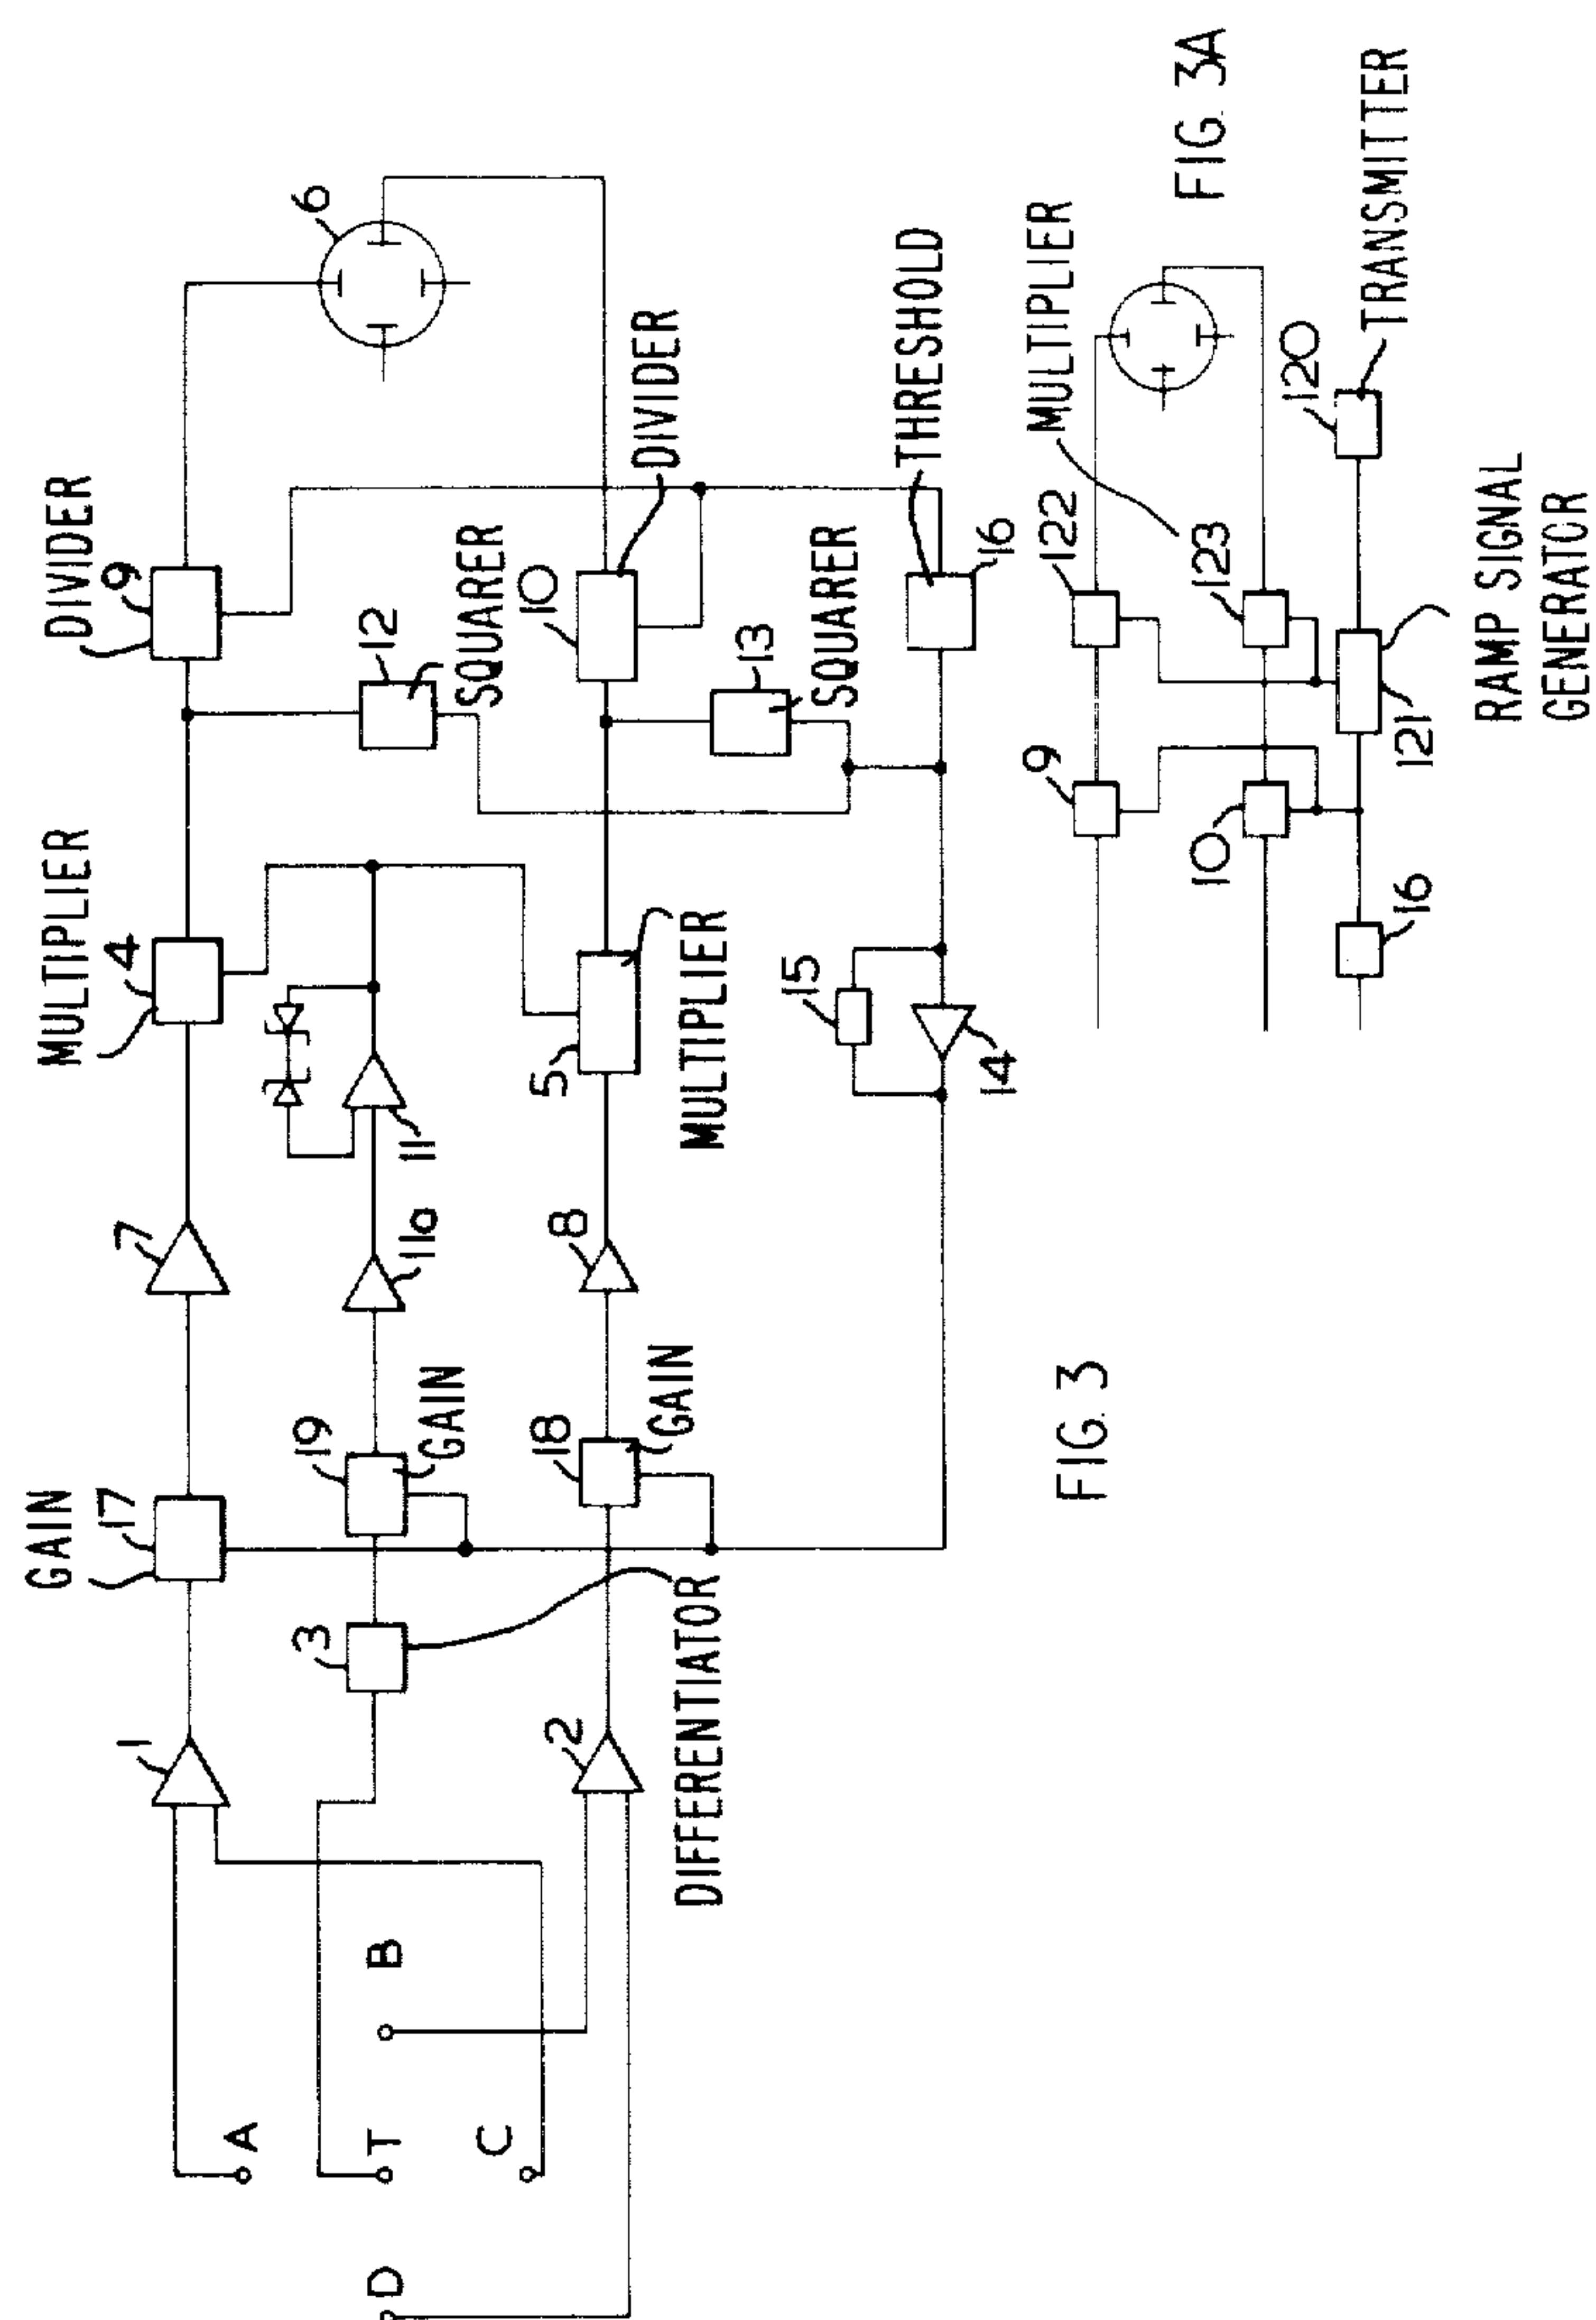 GAIN
17
1
7
MULTIPLIER
4
DIVIDER
9
6
3
19
GAIN
11a
11
12
SQUARER
2
18
GAIN
8
5
MULTIPLIER
10
DIVIDER
13
SQUARER
DIFFERENTIATOR
15
14
16
THRESHOLD
A
T
B
C
D
FIG. 3
9
122
MULTIPLIER
10
123
16
121
120
TRANSMITTER
RAMP SIGNAL
GENERATOR
FIG. 3A